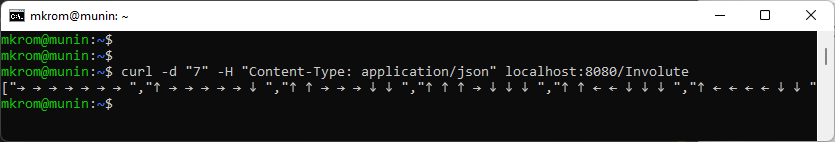 mkrom@munin: ~
mkrom@munin:~$
mkrom@munin:~$
mkrom@munin:~$ curl -d "7" -H "Content-Type: application/json" localhost:8080/Involute
["→ → → → → → → ","↑ → → → → → ↓ ","↑ ↑ → → → ↓ ↓ ","↑ ↑ ↑ → ↓ ↓ ↓ ","↑ ↑ ← ← ↓ ↓ ↓ ","↑ ← ← ← ← ↓ ↓ "
mkrom@munin:~$